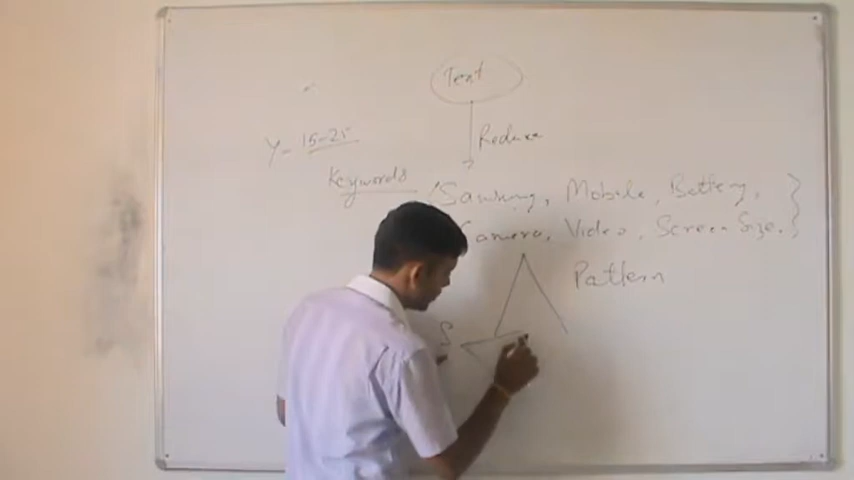 Text
Reduce
Y = 15-25
Keywords
{ Samsung, Mobile, Battery,
Camera, Video, Screen Size. }
Pattern
S